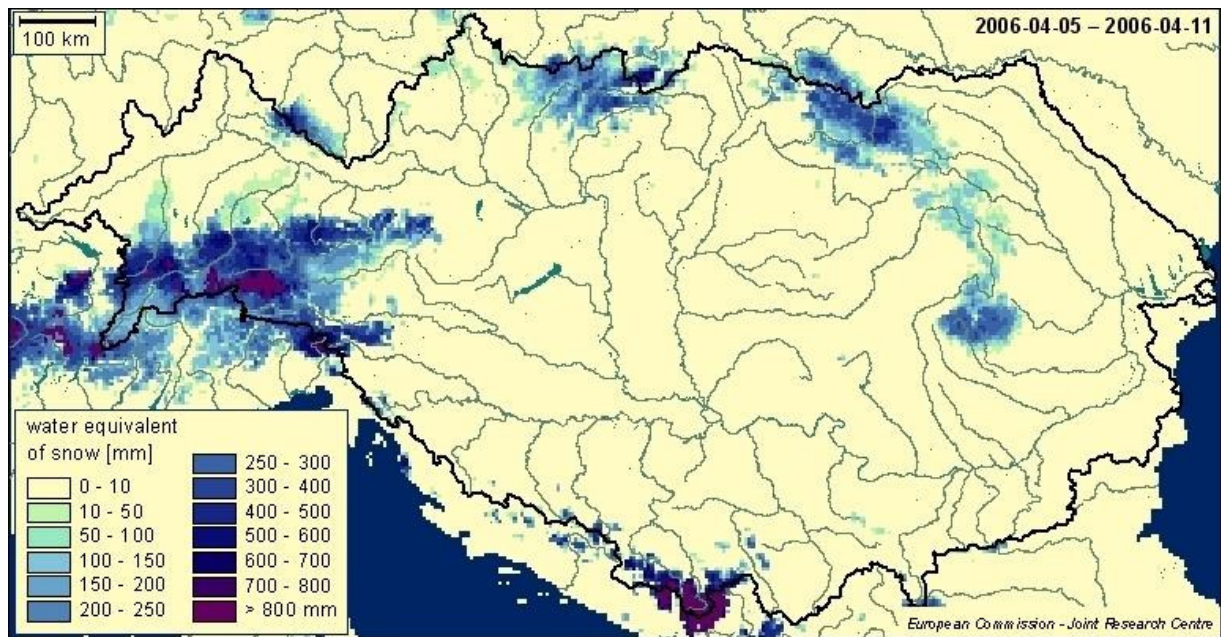 100 km
2006-04-05 – 2006-04-11
water equivalent
of snow [mm]
0 - 10
10 - 50
50 - 100
100 - 150
150 - 200
200 - 250
250 - 300
300 - 400
400 - 500
500 - 600
600 - 700
700 - 800
> 800 mm
European Commission - Joint Research Centre